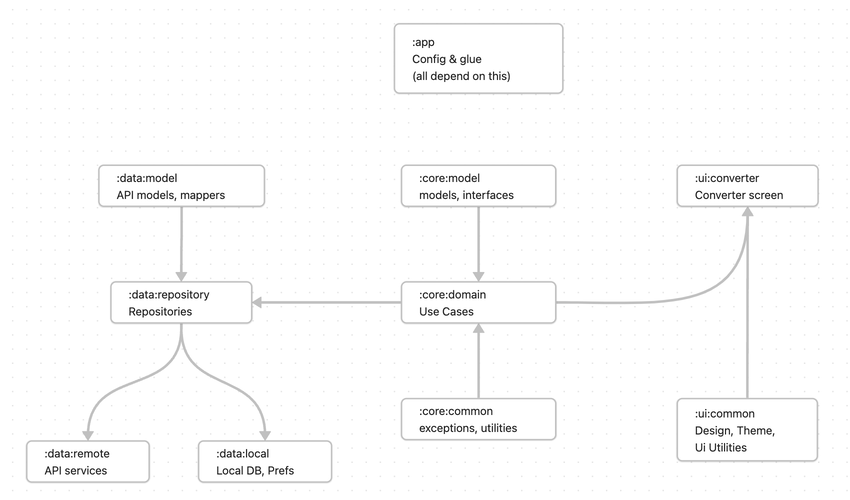 :app
Config & glue
(all depend on this)
:data:model
API models, mappers
:core:model
models, interfaces
:ui:converter
Converter screen
:data:repository
Repositories
:core:domain
Use Cases
:core:common
exceptions, utilities
:ui:common
Design, Theme,
Ui Utilities
:data:remote
API services
:data:local
Local DB, Prefs